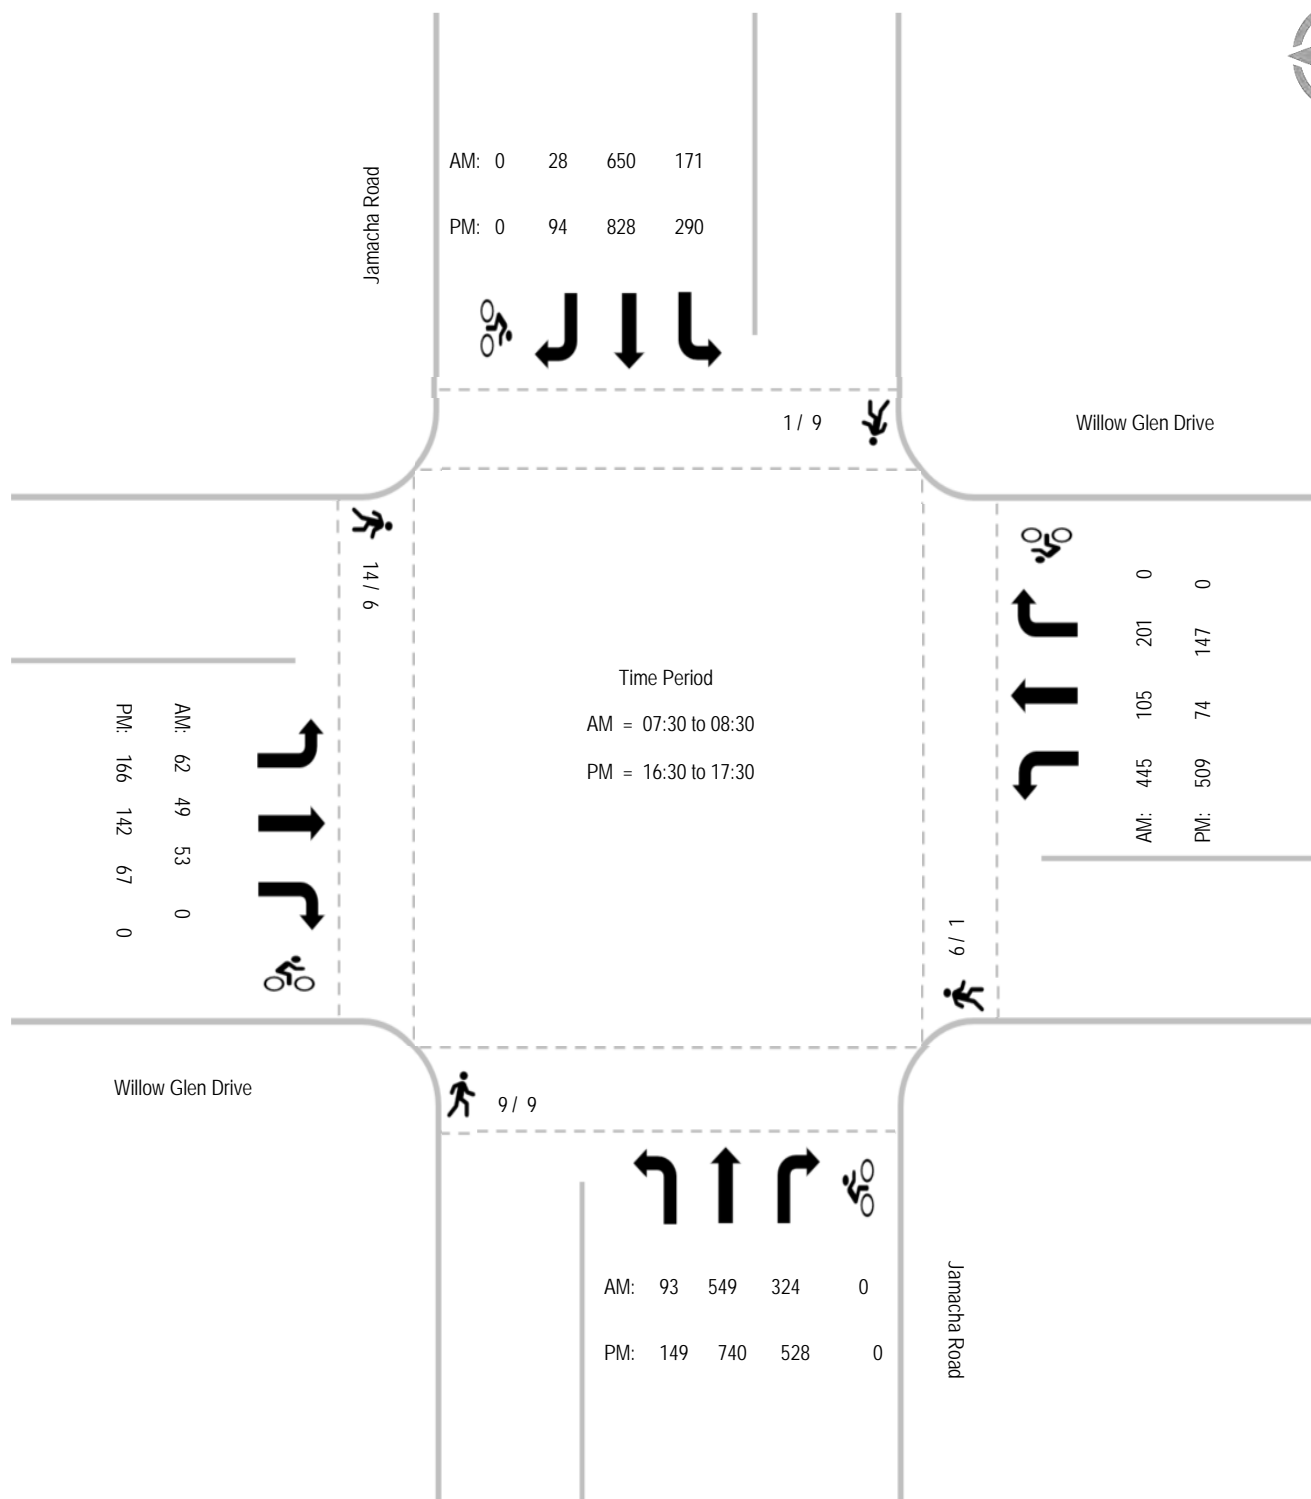 AM: 0 28 650 171
PM: 0 94 828 290
Jamacha Road
1 / 9
Willow Glen Drive
14 / 6
AM: 445 105 201 0
PM: 509 74 147 0
Time Period
AM = 07:30 to 08:30
PM = 16:30 to 17:30
AM: 62 49 53 0
PM: 166 142 67 0
6 / 1
Willow Glen Drive
9 / 9
AM: 93 549 324 0
PM: 149 740 528 0
Jamacha Road